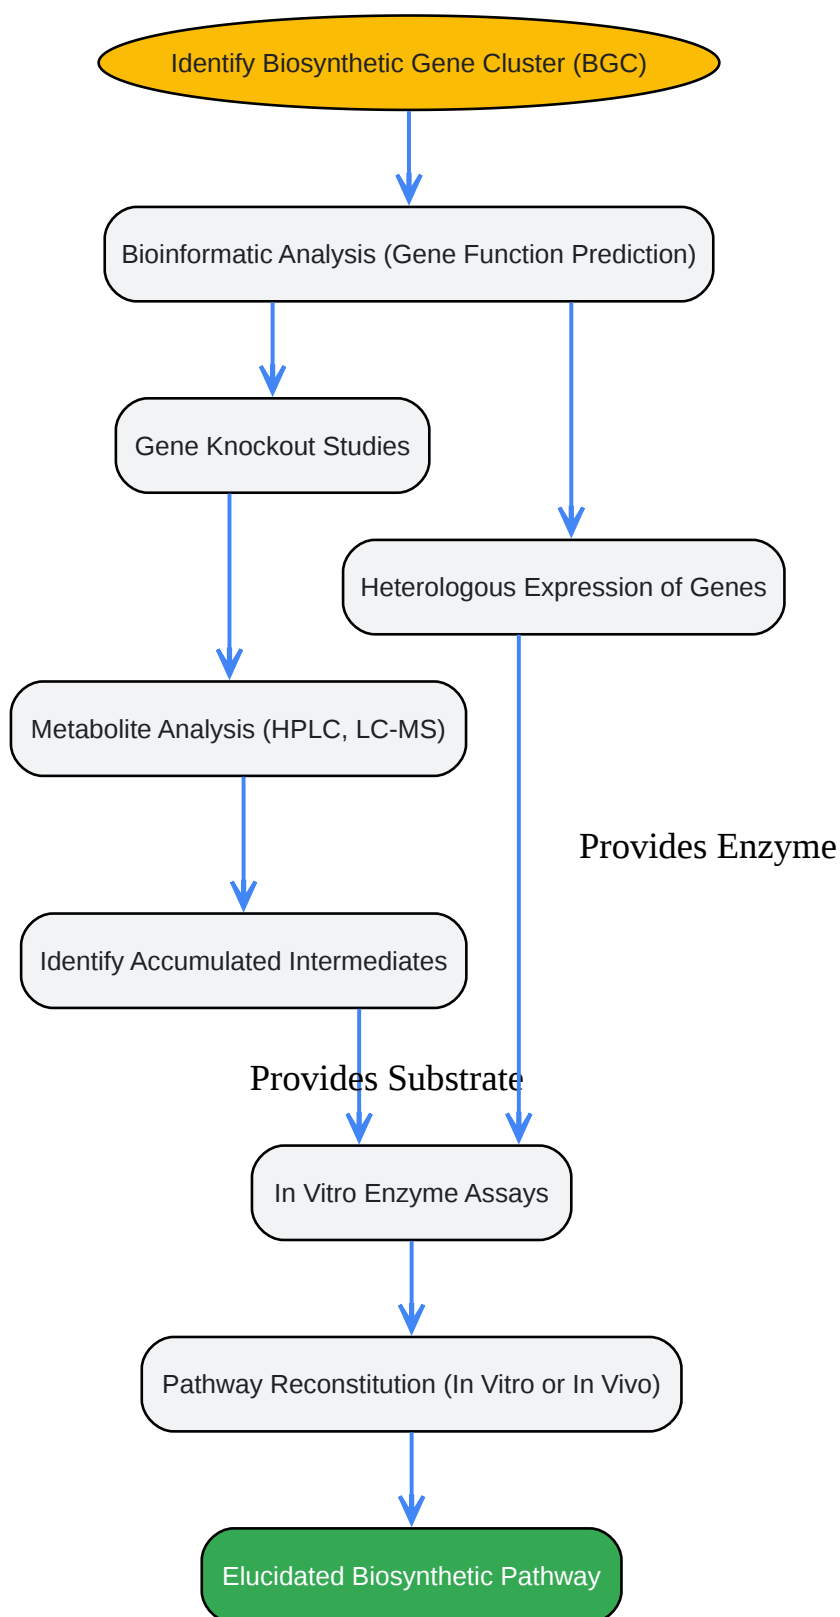 Identify Biosynthetic Gene Cluster (BGC)
Bioinformatic Analysis (Gene Function Prediction)
Gene Knockout Studies
Heterologous Expression of Genes
Metabolite Analysis (HPLC, LC-MS)
Provides Enzyme
Identify Accumulated Intermediates
Provides Substrate
In Vitro Enzyme Assays
Pathway Reconstitution (In Vitro or In Vivo)
Elucidated Biosynthetic Pathway